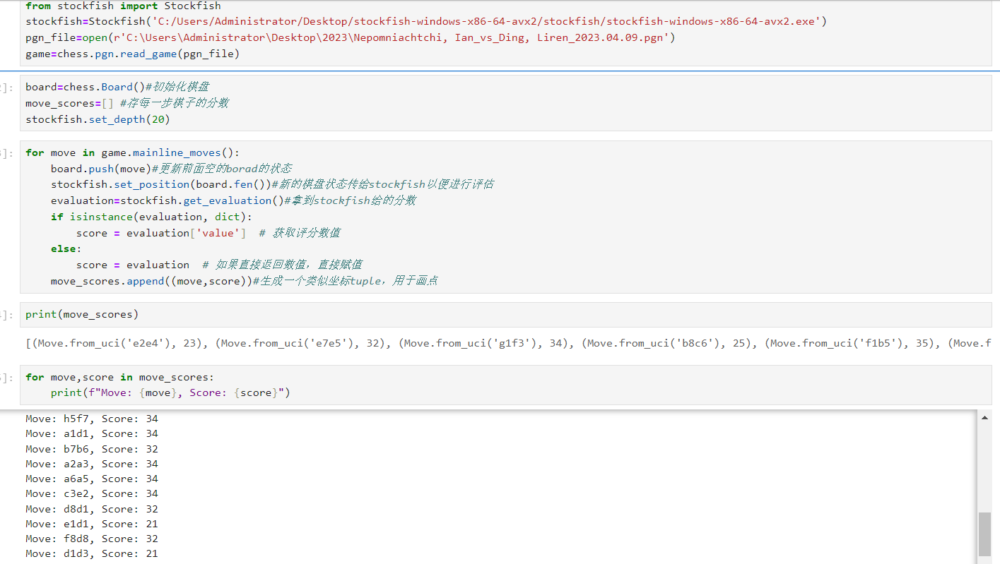 from stockfish import Stockfish
stockfish=Stockfish('C:/Users/Administrator/Desktop/stockfish-windows-x86-64-avx2/stockfish/stockfish-windows-x86-64-avx2.exe')
pgn_file=open(r'C:\Users\Administrator\Desktop\2023\Nepomniachtchi, Ian_vs_Ding, Liren_2023.04.09.pgn')
game=chess.pgn.read_game(pgn_file)
]:
board=chess.Board()#初始化棋盘
move_scores=[] #存每一步棋子的分数
stockfish.set_depth(20)
]:
for move in game.mainline_moves():
    board.push(move)#更新前面空的borad的状态
    stockfish.set_position(board.fen())#新的棋盘状态传给stockfish以便进行评估
    evaluation=stockfish.get_evaluation()#拿到stockfish给的分数
    if isinstance(evaluation, dict):
        score = evaluation['value']  # 获取评分数值
    else:
        score = evaluation  # 如果直接返回数值，直接赋值
    move_scores.append((move,score))#生成一个类似坐标tuple，用于画点
]:
print(move_scores)
[(Move.from_uci('e2e4'), 23), (Move.from_uci('e7e5'), 32), (Move.from_uci('g1f3'), 34), (Move.from_uci('b8c6'), 25), (Move.from_uci('f1b5'), 35), (Move.f
]:
for move,score in move_scores:
    print(f"Move: {move}, Score: {score}")
Move: h5f7, Score: 34
Move: a1d1, Score: 34
Move: b7b6, Score: 32
Move: a2a3, Score: 34
Move: a6a5, Score: 34
Move: c3e2, Score: 34
Move: d8d1, Score: 32
Move: e1d1, Score: 21
Move: f8d8, Score: 32
Move: d1d3, Score: 21